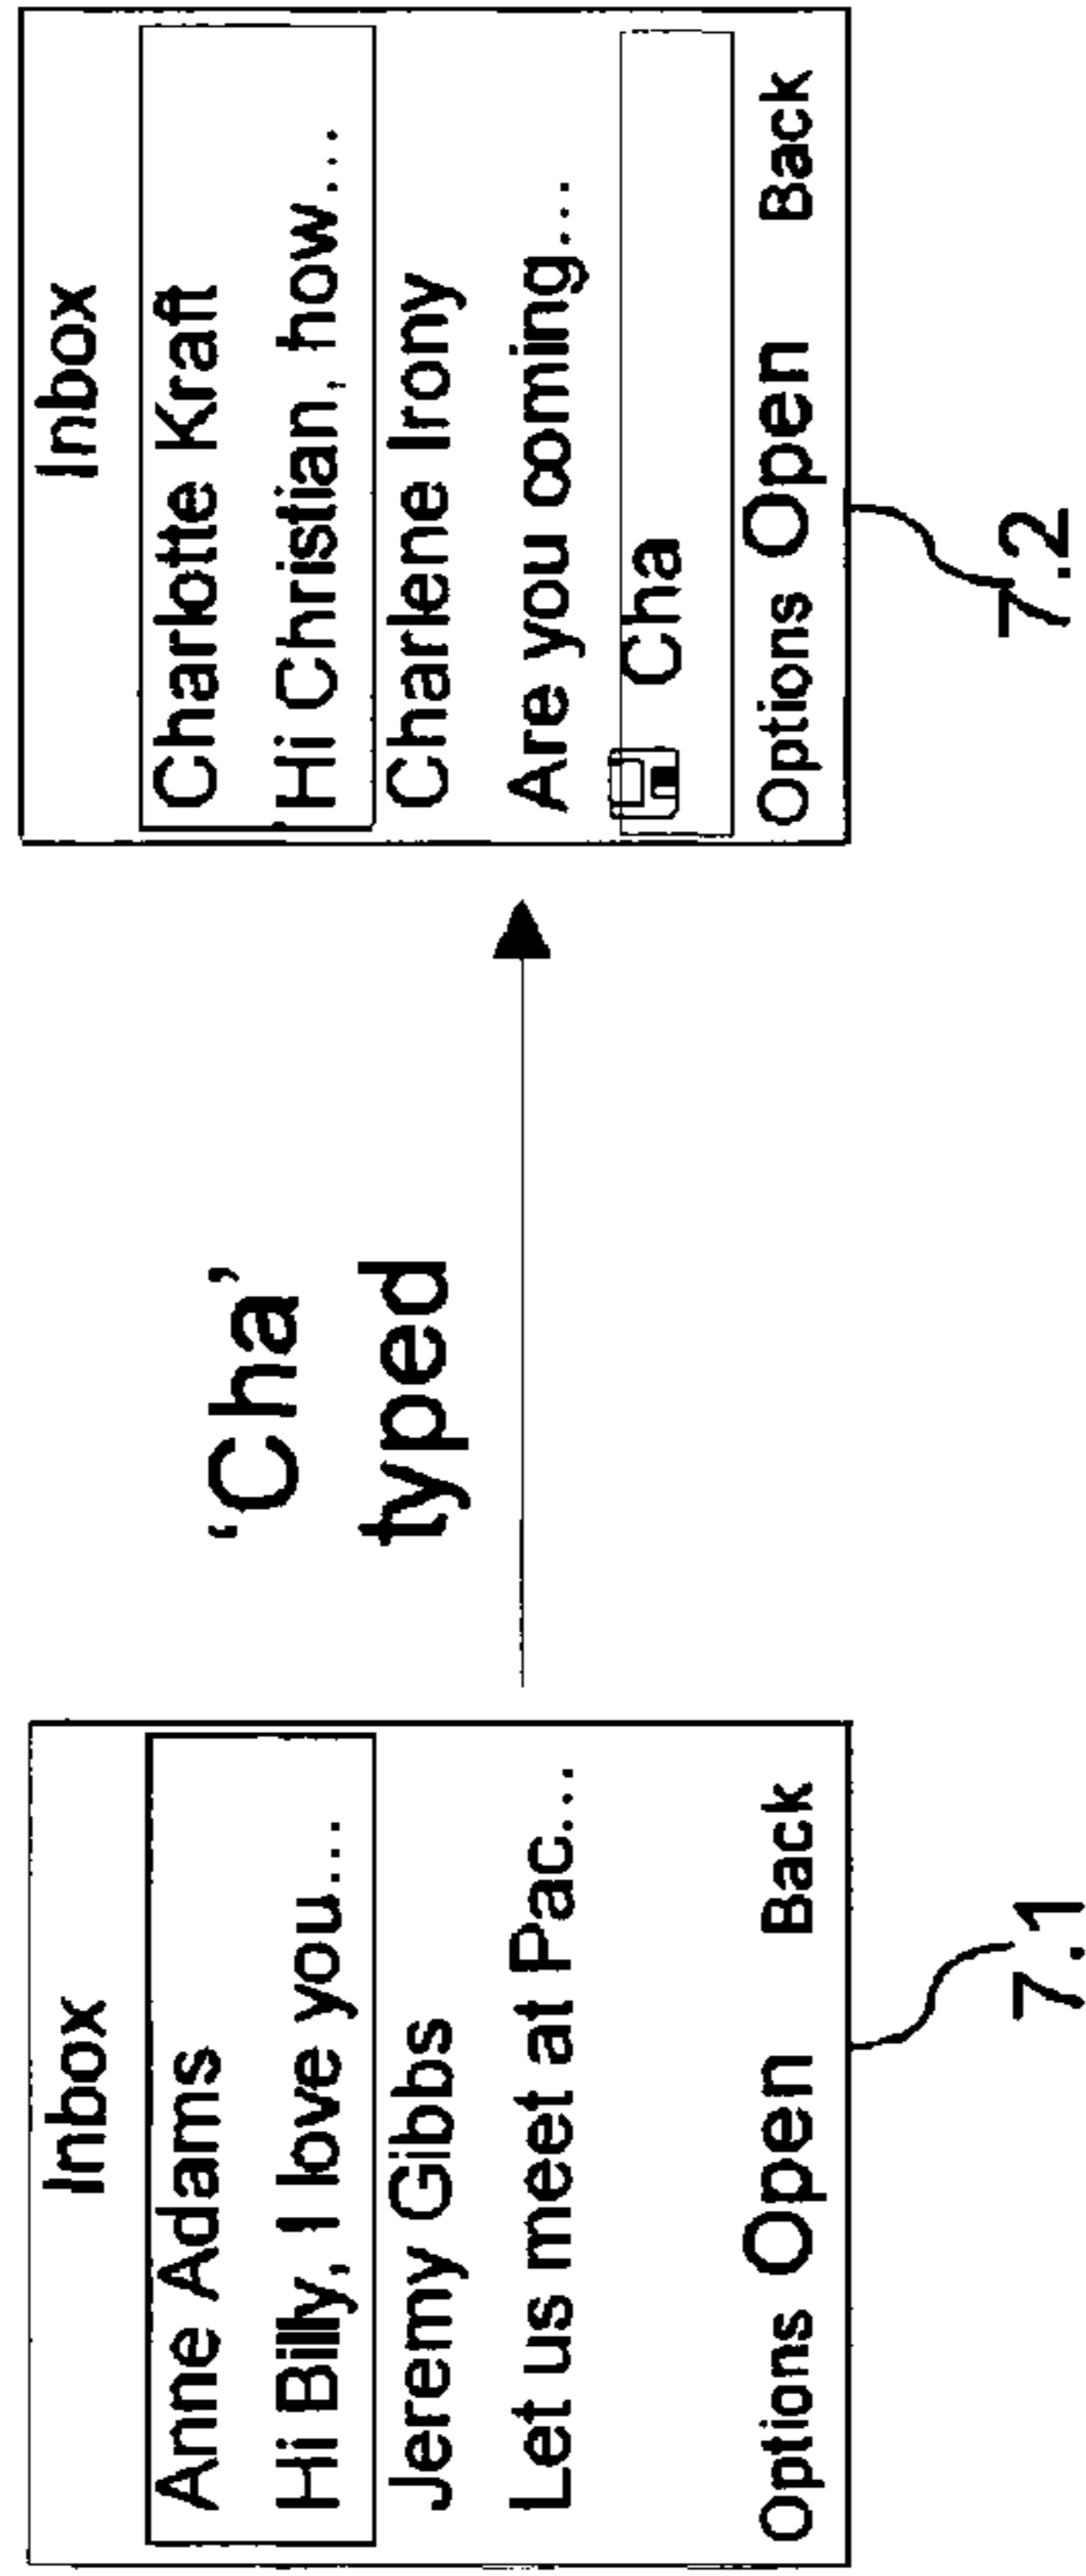 Inbox
Anne Adams
Hi Billy, I love you...
Jeremy Gibbs
Let us meet at Pac...
Options Open Back
7.1
‘Cha’
typed
Inbox
Charlotte Kraft
Hi Christian, how...
Charlene Irony
Are you coming...
Cha
Options Open Back
7.2